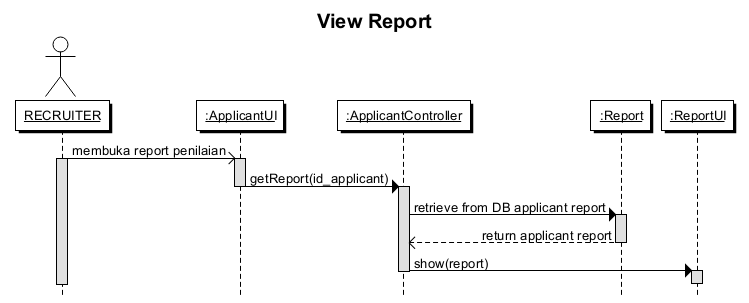 View Report
RECRUITER
:ApplicantUI
:ApplicantController
:Report
:ReportUI
membuka report penilaian
getReport(id_applicant)
retrieve from DB applicant report
return applicant report
show(report)